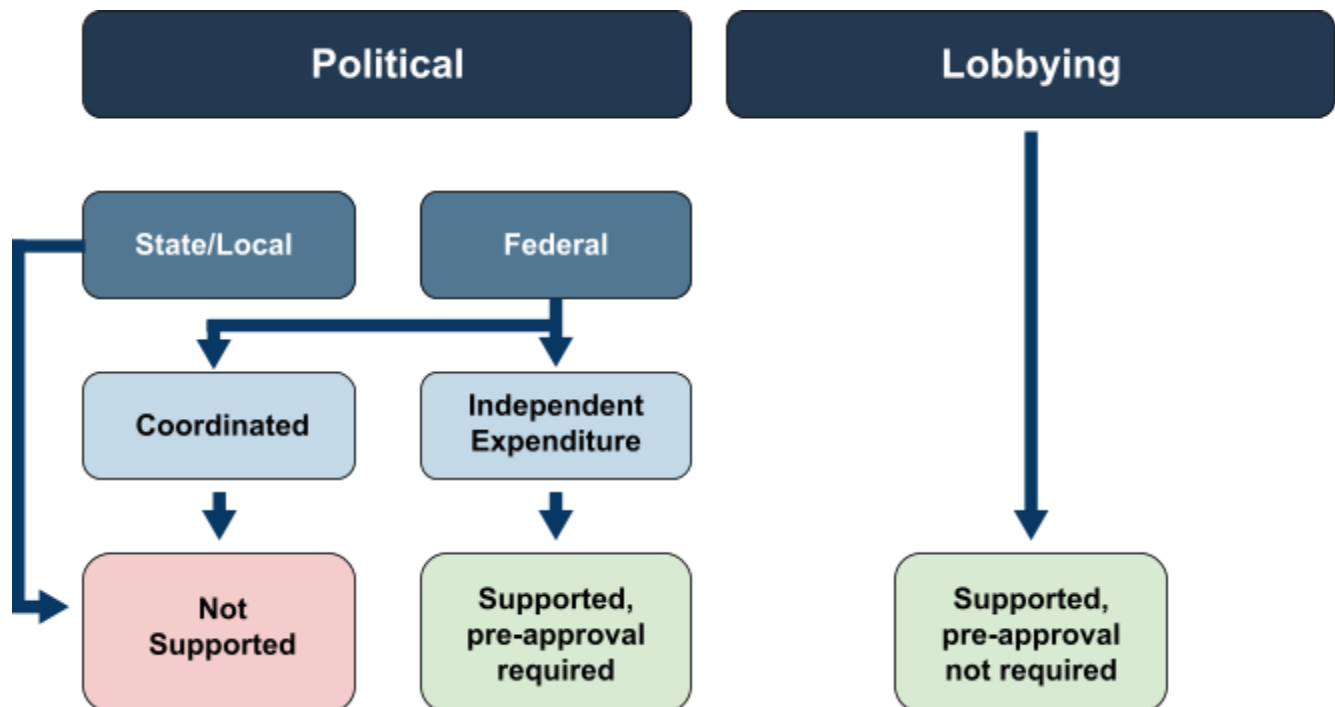 Political
Lobbying
State/Local
Federal
Coordinated
Independent
Expenditure
Not
Supported
Supported,
pre-approval
required
Supported,
pre-approval
not required